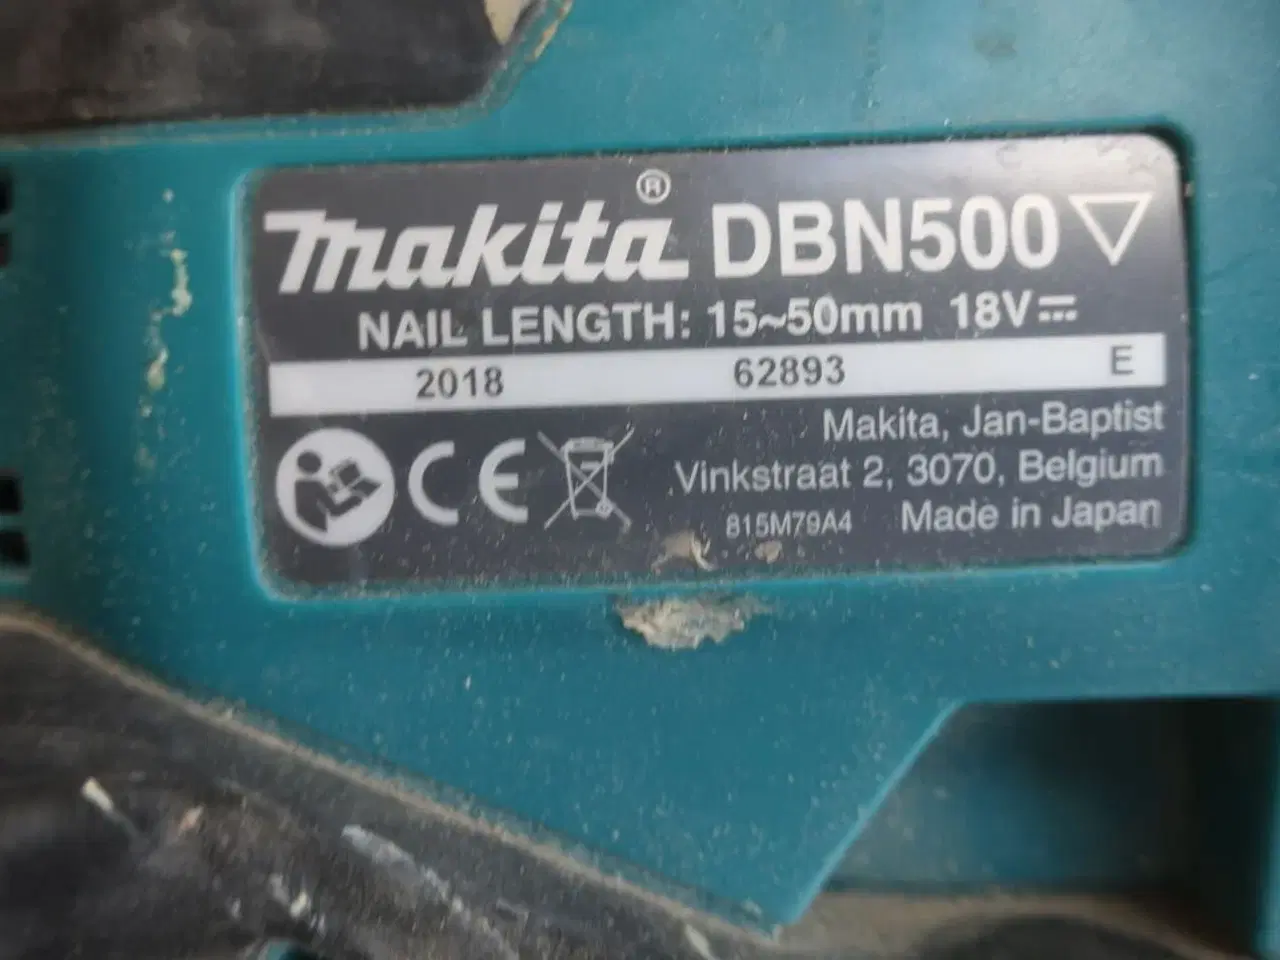 makita® DBN500
NAIL LENGTH: 15~50mm 18V
2018 62893 E
Makita, Jan-Baptist
CE Vinkstraat 2, 3070, Belgium
815M79A4 Made in Japan